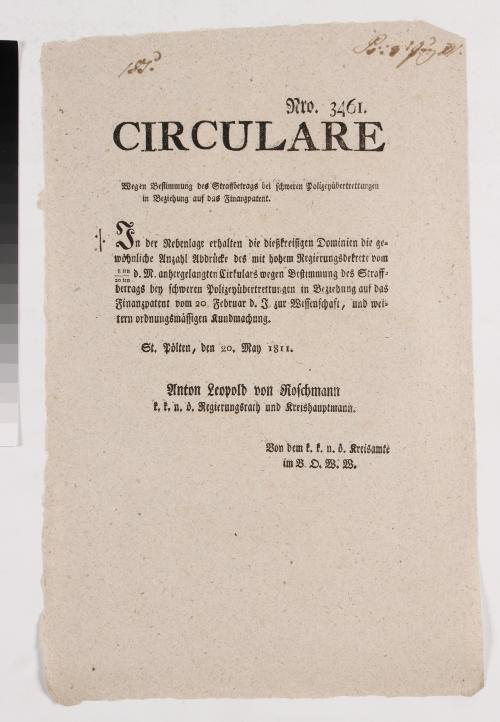 Nro. 3461.
CIRCULARE
Wegen Bestimmung des Straffbetrags bei schweren Polizeyübertrettungen
in Beziehung auf das Finanzpatent.
In der Nebenlage erhalten die dießkreißigen Dominien die ge-
wöhnliche Anzahl Abdrücke des mit hohem Regierungsdekrete vom
d. M. anhergelangten Cirkulars wegen Bestimmung des Straff-
betrags bey schweren Polizeyübertrettungen in Beziehung auf das
Finanzpatent vom 20. Februar d. J. zur Wissenschaft, und wei-
tern ordnungsmässigen Kundmachung.
St. Pölten, den 20. May 1811.
Anton Leopold von Roschmann
k. k. n. ö. Regierungsrath und Kreishauptmann.
Von dem k. k. n. ö. Kreisamte
im V. O. W. W.